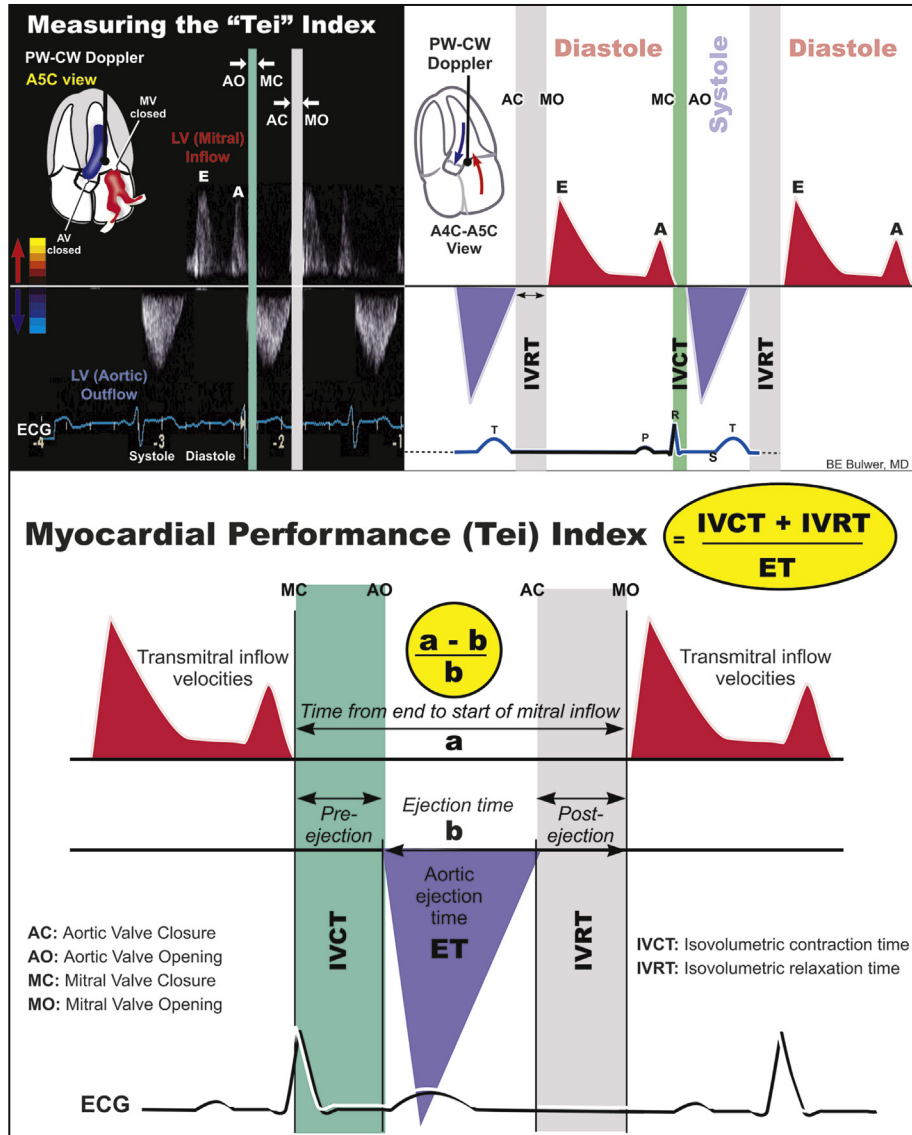 Measuring the “Tei” Index
PW-CW Doppler
A5C view
MV
closed
AV
closed
AO
MC
AC
MO
LV (Mitral)
Inflow
E
A
LV (Aortic)
Outflow
ECG
-4
-3
-2
-1
Systole
Diastole
PW-CW
Doppler
A4C-A5C
View
Diastole
Systole
Diastole
AC
MO
MC
AO
E
A
E
A
IVRT
IVCT
IVRT
T
P
R
S
T
BE Bulwer, MD
Myocardial Performance (Tei) Index
= IVCT + IVRT
ET
MC
AO
AC
MO
a - b
b
Transmitral inflow
velocities
Transmitral inflow
velocities
Time from end to start of mitral inflow
a
Pre-
ejection
Ejection time
b
Post-
ejection
Aortic
ejection
time
ET
IVCT
IVRT
AC: Aortic Valve Closure
AO: Aortic Valve Opening
MC: Mitral Valve Closure
MO: Mitral Valve Opening
IVCT: Isovolumetric contraction time
IVRT: Isovolumetric relaxation time
ECG